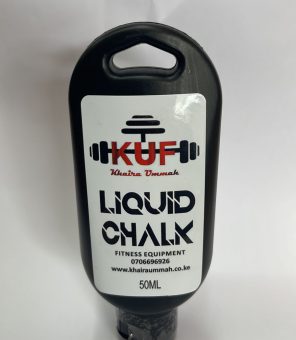 KUF
Khaira Ummah
LIQUID
CHALK
FITNESS EQUIPMENT
0706696926
www.khairaummah.co.ke
50ML